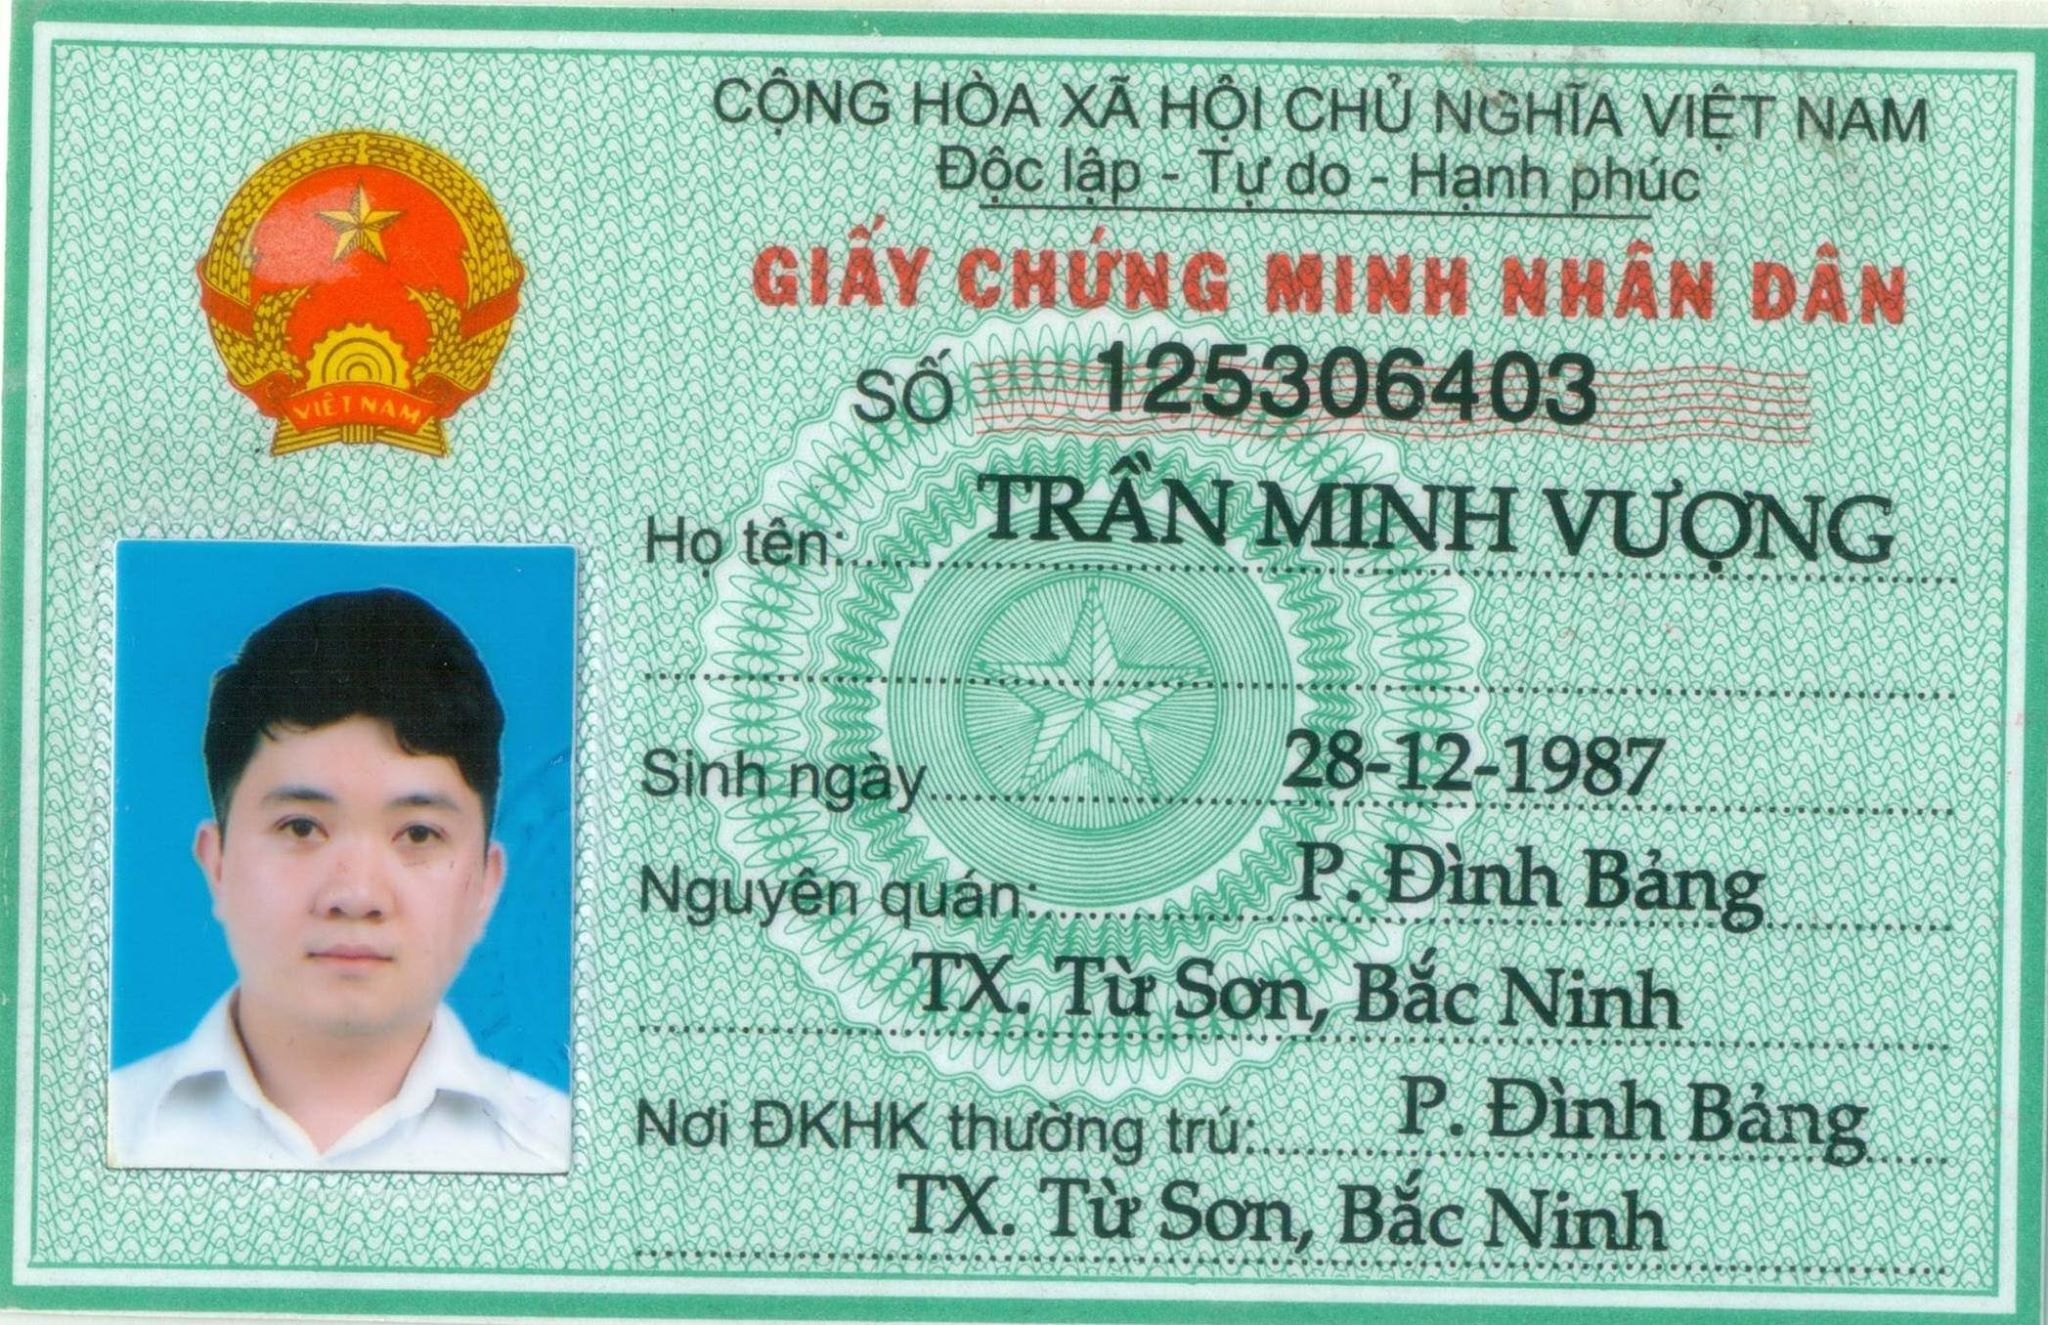 CỘNG HÒA XÃ HỘI CHỦ NGHĨA VIỆT NAM
Độc lập - Tự do - Hạnh phúc
GIẤY CHỨNG MINH NHÂN DÂN
SỐ 125306403
VIỆT NAM
Họ tên: TRẦN MINH VƯỢNG
Sinh ngày 28-12-1987
Nguyên quán: P. Đình Bảng
TX. Từ Sơn, Bắc Ninh
Nơi ĐKHK thường trú: P. Đình Bảng
TX. Từ Sơn, Bắc Ninh